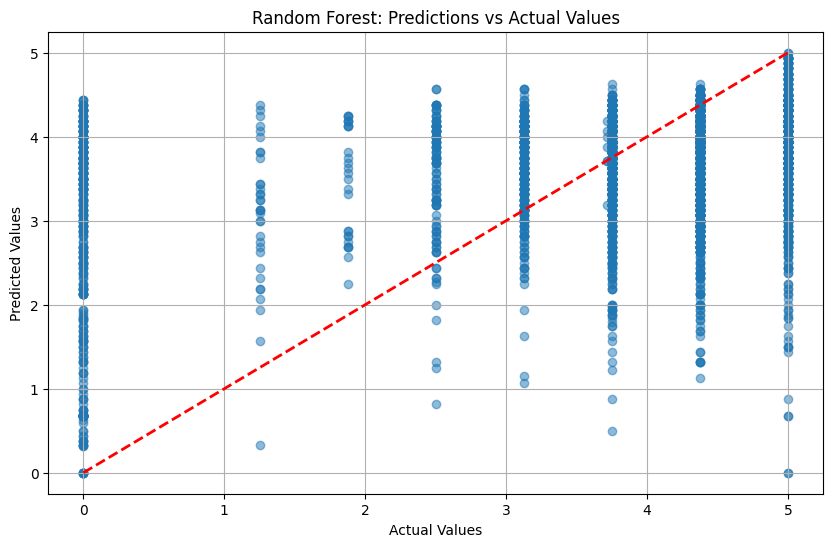 Random Forest: Predictions vs Actual Values
Predicted Values
5
4
3
2
1
0
0 1 2 3 4 5
Actual Values